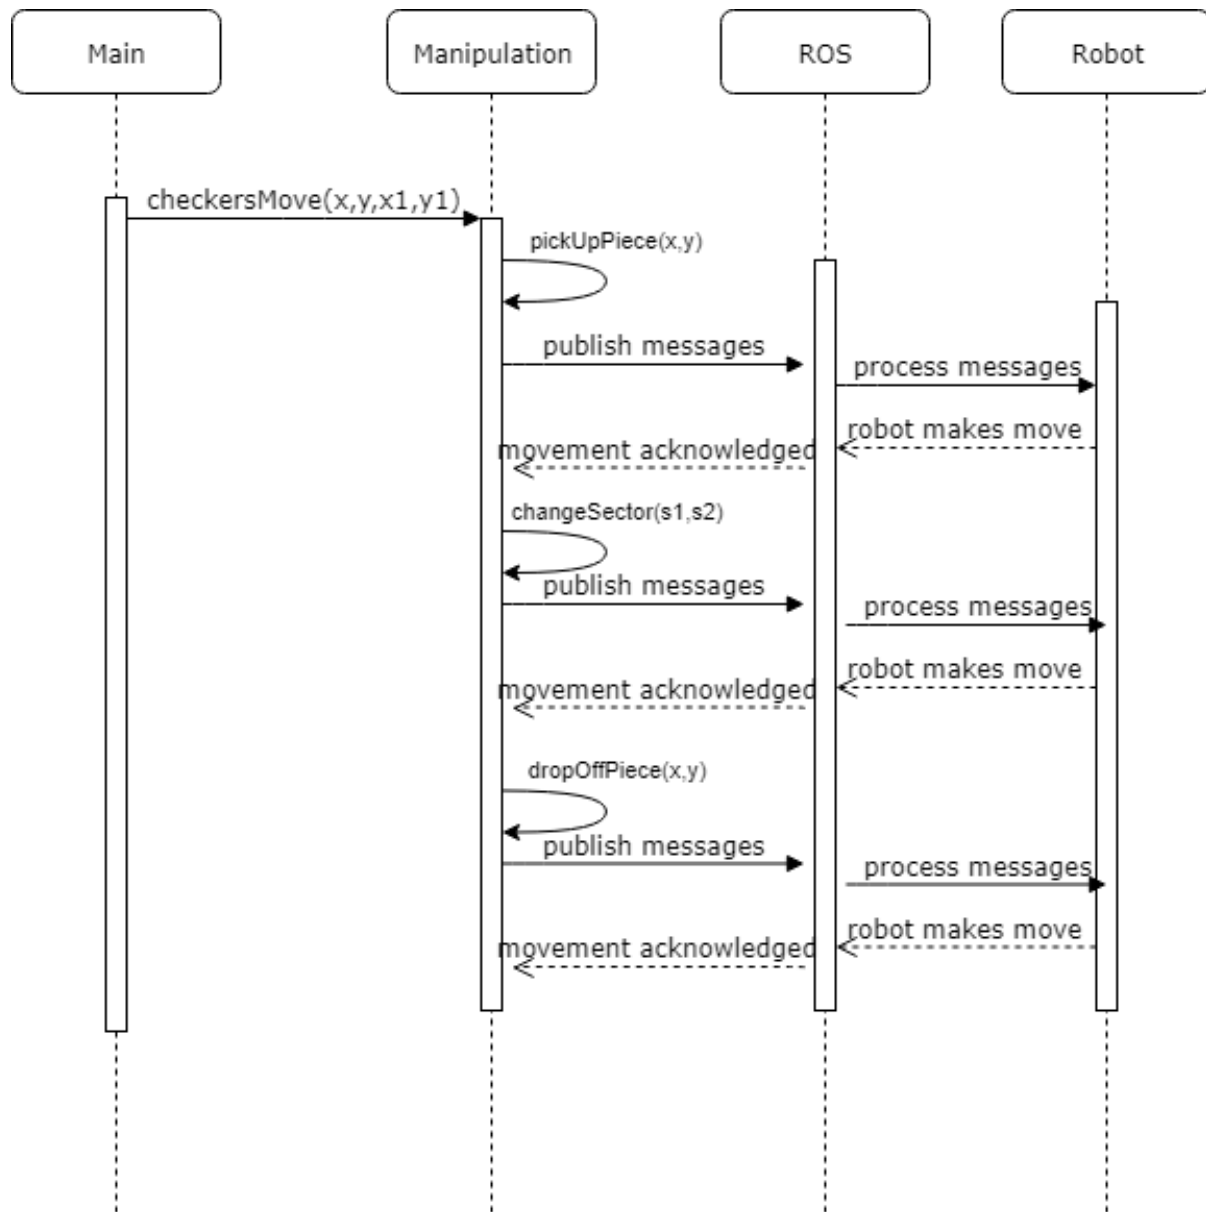 Main
Manipulation
ROS
Robot
checkersMove(x,y,x1,y1)
pickUpPiece(x,y)
publish messages
process messages
robot makes move
movement acknowledged
changeSector(s1,s2)
publish messages
process messages
robot makes move
movement acknowledged
dropOffPiece(x,y)
publish messages
process messages
robot makes move
movement acknowledged